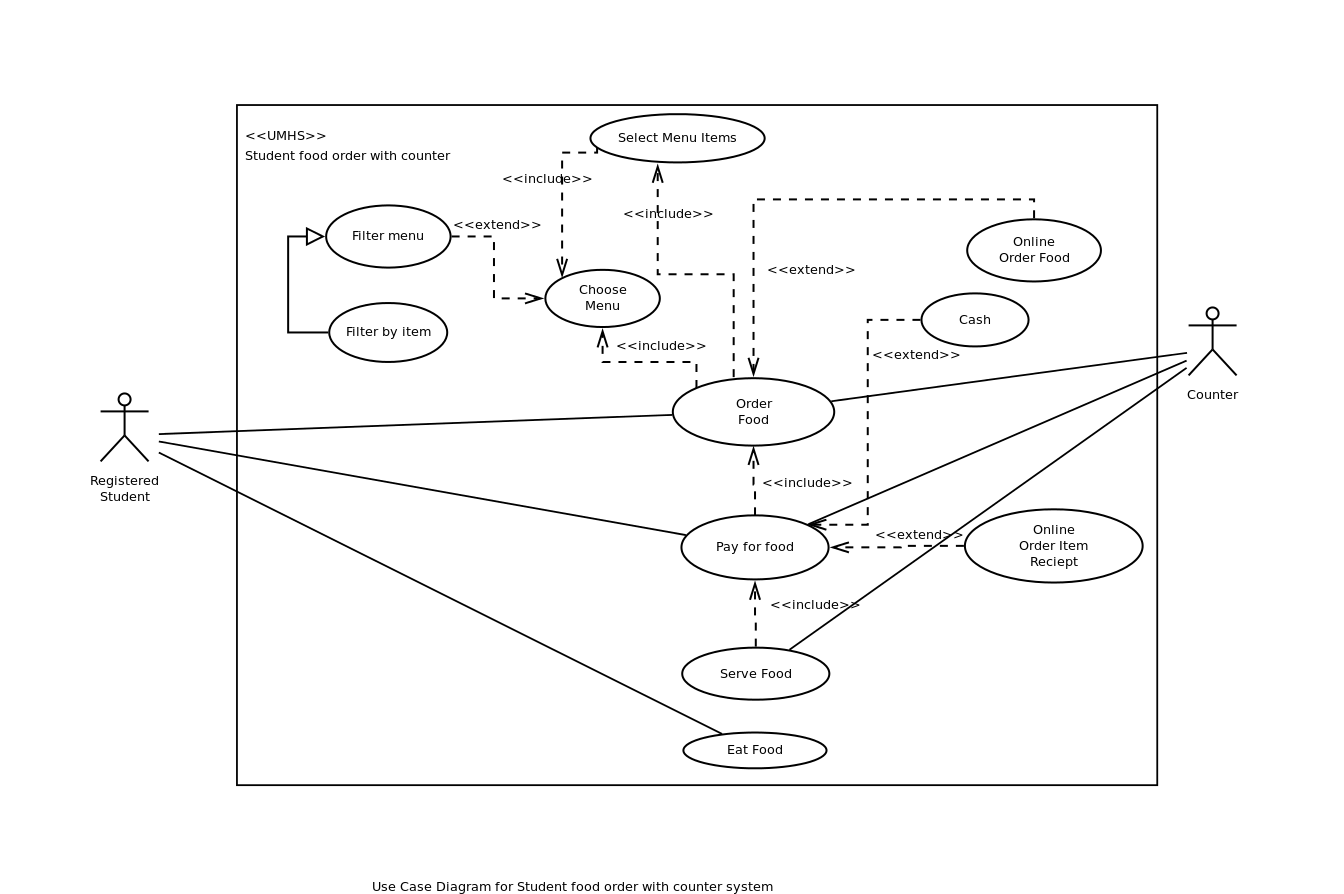 <<UMHS>>
Student food order with counter
Select Menu Items
<<include>>
<<include>>
<<extend>>
Filter menu
Online
Order Food
<<extend>>
Choose
Menu
Cash
Filter by item
<<include>>
<<extend>>
Counter
Order
Food
Registered
Student
<<include>>
Pay for food
<<extend>>
Online
Order Item
Reciept
<<include>>
Serve Food
Eat Food
Use Case Diagram for Student food order with counter system